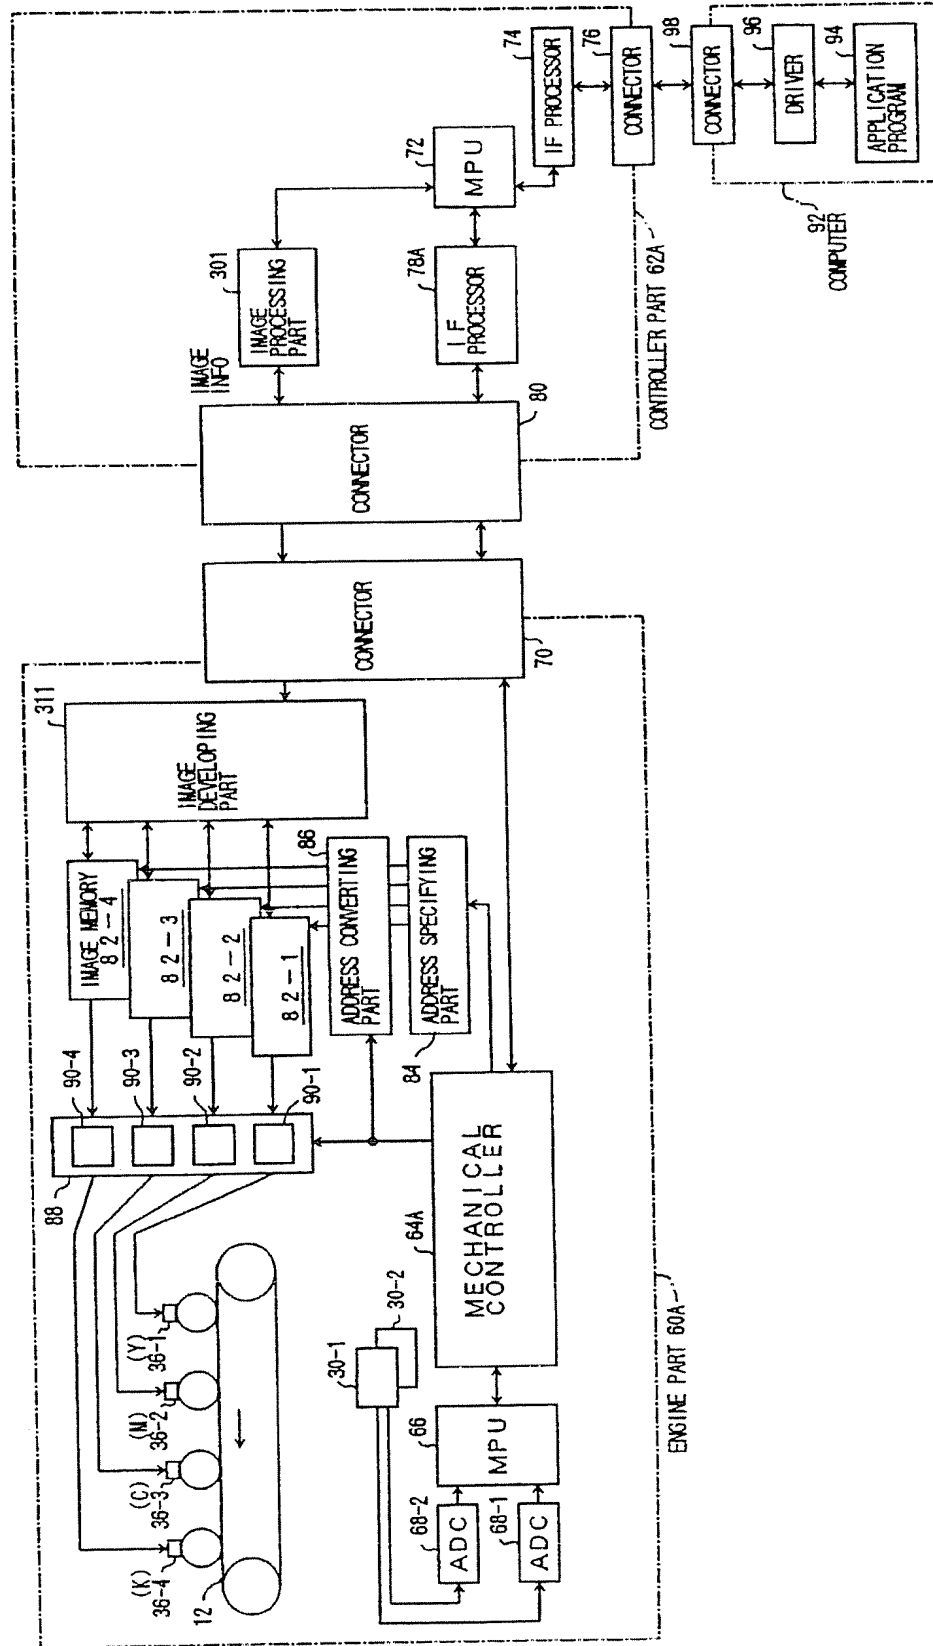 311
IMAGE
DEVELOPING
PART
IMAGE MEMORY
82-4
82-3
82-2
82-1
90-4
90-3
90-2
90-1
88
86
ADDRESS CONVERTING
PART
ADDRESS SPECIFYING
PART
84
(K)
36-4
(C)
36-3
(M)
36-2
(Y)
36-1
12
30-1
30-2
64A
MECHANICAL
CONTROLLER
66
MPU
68-2
ADC
68-1
ADC
ENGINE PART 60A
CONNECTOR
70
CONNECTOR
80
IMAGE
INFO
301
IMAGE
PROCESSING
PART
78A
IF
PROCESSOR
72
MPU
74
IF PROCESSOR
76
CONNECTOR
CONTROLLER PART 62A
98
CONNECTOR
96
DRIVER
94
APPLICATION
PROGRAM
92
COMPUTER